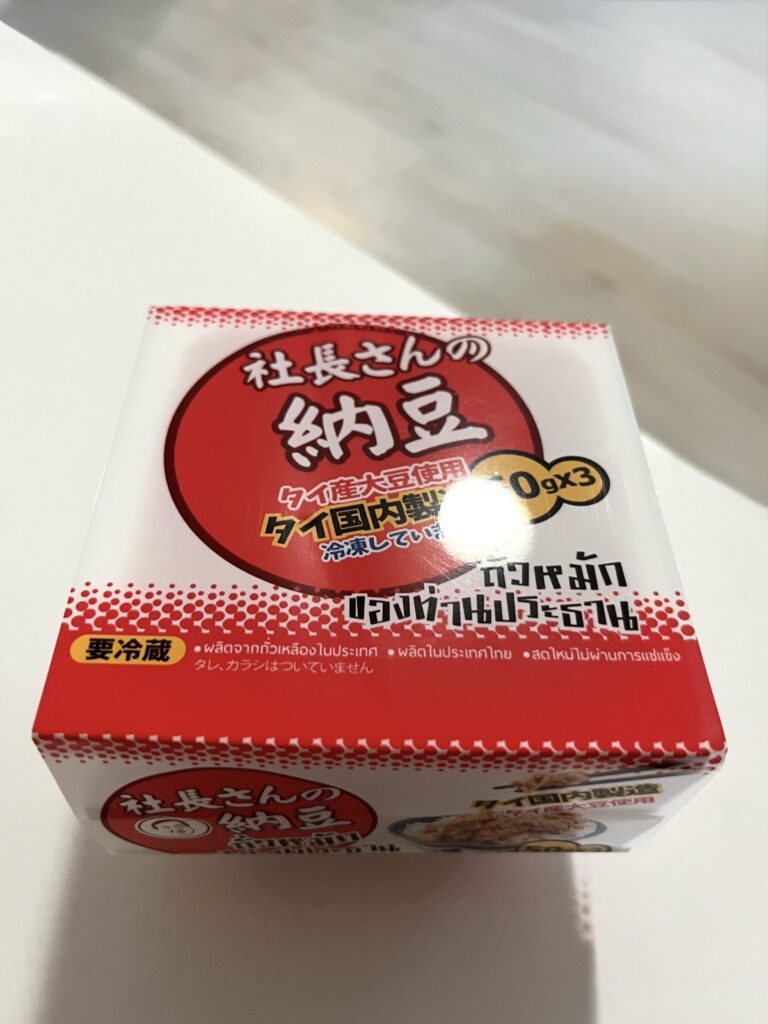 社長さんの
納豆
タイ産大豆使用
タイ国内製
0gx3
冷凍してい
ถั่วหมัก
ของท่านประธาน
要冷蔵
•ผลิตจากถั่วเหลืองในประเทศ •ผลิตในประเทศไทย •สดใหม่ไม่ผ่านการแช่แข็ง
タレ、カラシはついていません
社長さんの
納豆
ถั่วหมัก
タイ国内製造
タイ産大豆使用